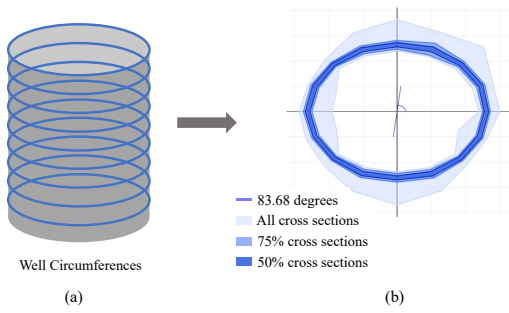 83.68 degrees
All cross sections
75% cross sections
50% cross sections
Well Circumferences
(a)
(b)